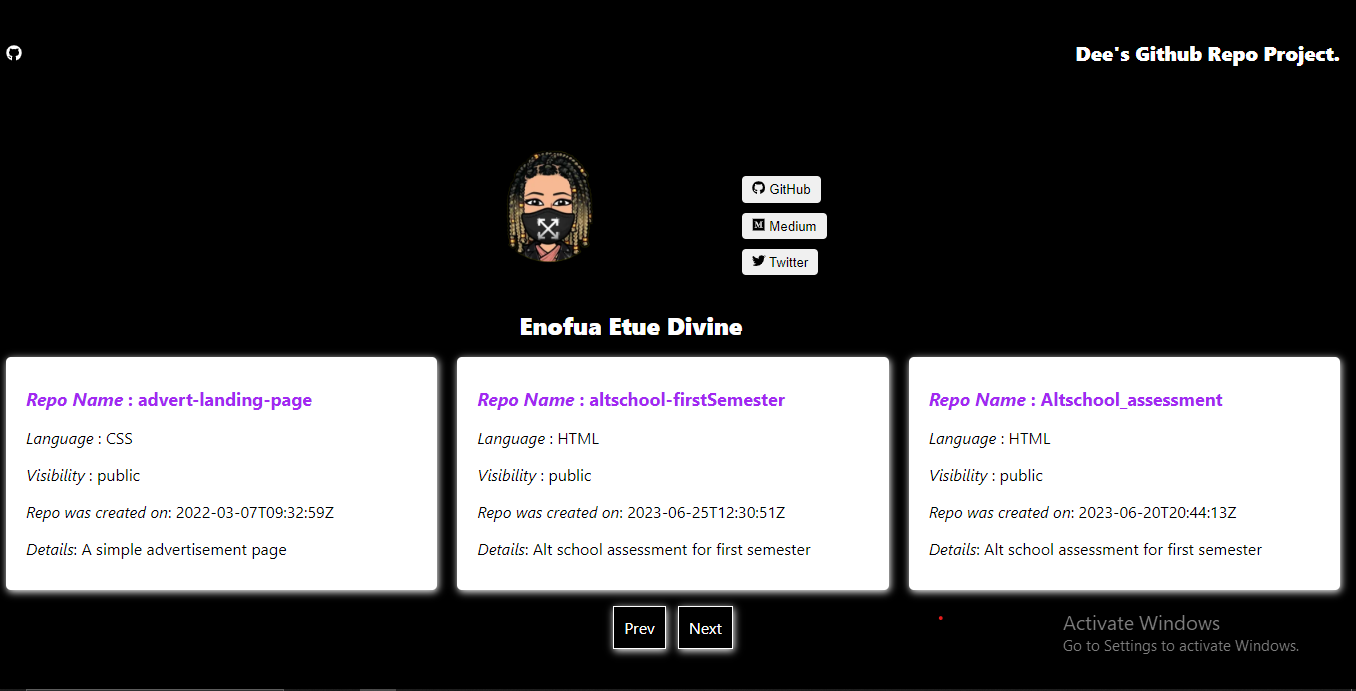 Dee's Github Repo Project.
GitHub
Medium
Twitter
Enofua Etue Divine
Repo Name : advert-landing-page
Language : CSS
Visibility : public
Repo was created on: 2022-03-07T09:32:59Z
Details: A simple advertisement page
Repo Name : altschool-firstSemester
Language : HTML
Visibility : public
Repo was created on: 2023-06-25T12:30:51Z
Details: Alt school assessment for first semester
Repo Name : Altschool_assessment
Language : HTML
Visibility : public
Repo was created on: 2023-06-20T20:44:13Z
Details: Alt school assessment for first semester
Prev
Next
Activate Windows
Go to Settings to activate Windows.